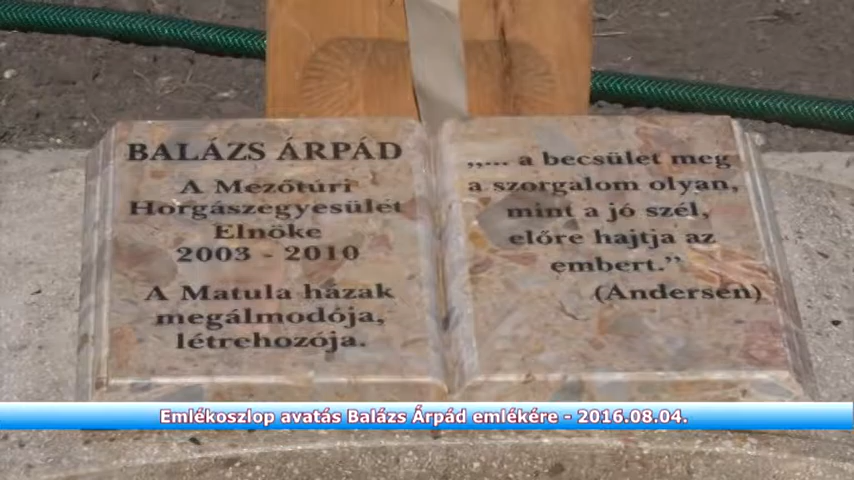 BALÁZS ÁRPÁD
A Mezőtúri
Horgászegyesület
Elnöke
2003 - 2010
A Matula házak
megálmodója,
létrehozója.
„... a becsület meg
a szorgalom olyan,
mint a jó szél,
előre hajtja az
embert.”
(Andersen)
Emlékoszlop avatás Balázs Árpád emlékére - 2016.08.04.